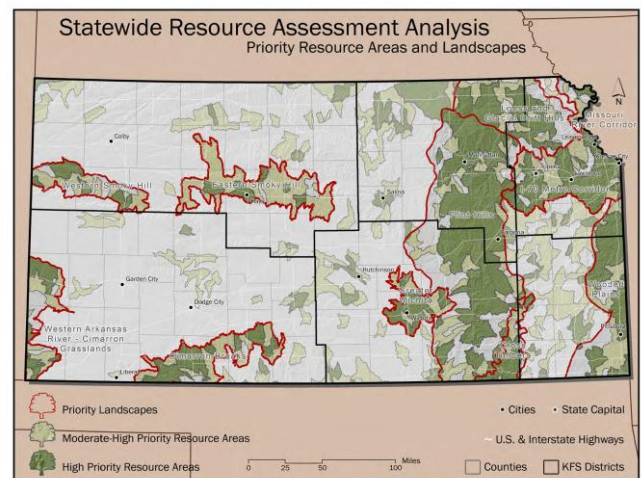 Statewide Resource Assessment Analysis
Priority Resource Areas and Landscapes
N
Missouri
River Corridor
Colby
Manhattan
Western Smoky Hill
Eastern Smoky Hill
Salina
I-70 Metro Corridor
Flint Hills
Emporia
Garden City
Hutchinson
Dodge City
Greater
Wichita
Wooded
Plains
Western Arkansas
River - Cimarron
Grasslands
Cimarron Breaks
Liberal
Priority Landscapes
Cities
State Capital
Moderate-High Priority Resource Areas
U.S. & Interstate Highways
High Priority Resource Areas
Miles
0 25 50 100
Counties
KFS Districts